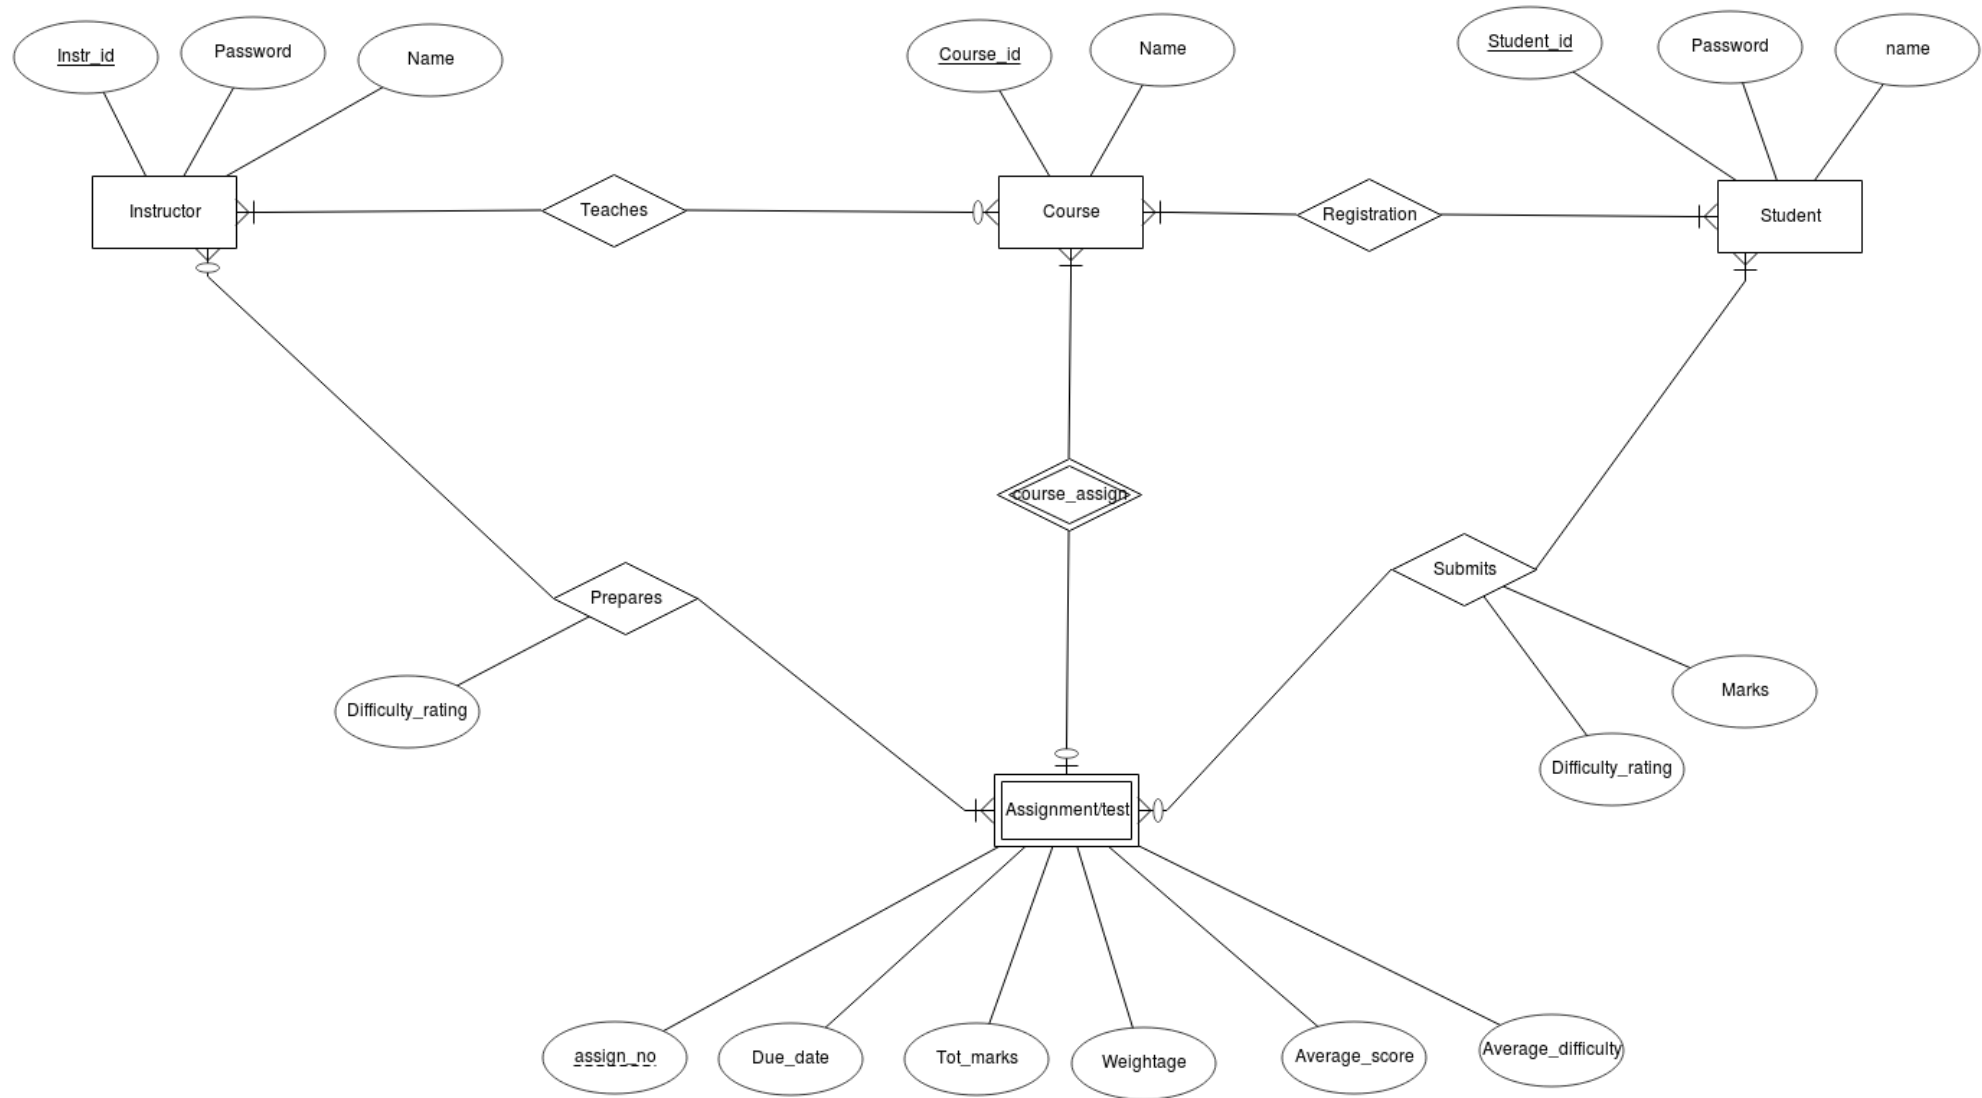 Instr_id
Password
Name
Course_id
Name
Student_id
Password
name
Instructor
Teaches
Course
Registration
Student
course_assign
Prepares
Submits
Difficulty_rating
Marks
Difficulty_rating
Assignment/test
assign_no
Due_date
Tot_marks
Weightage
Average_score
Average_difficulty